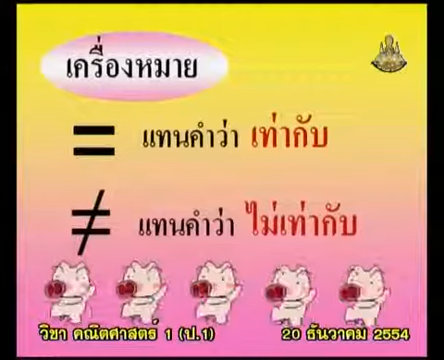 เครื่องหมาย
= แทนคำว่า เท่ากับ
≠ แทนคำว่า ไม่เท่ากับ
วิชา คณิตศาสตร์ 1 (ป.1) 20 ธันวาคม 2554